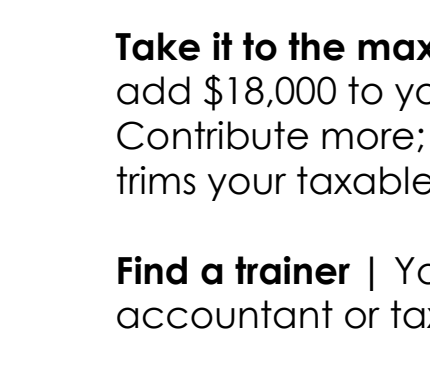 Take it to the max
add $18,000 to yo
Contribute more;
trims your taxable
Find a trainer | Yo
accountant or tax